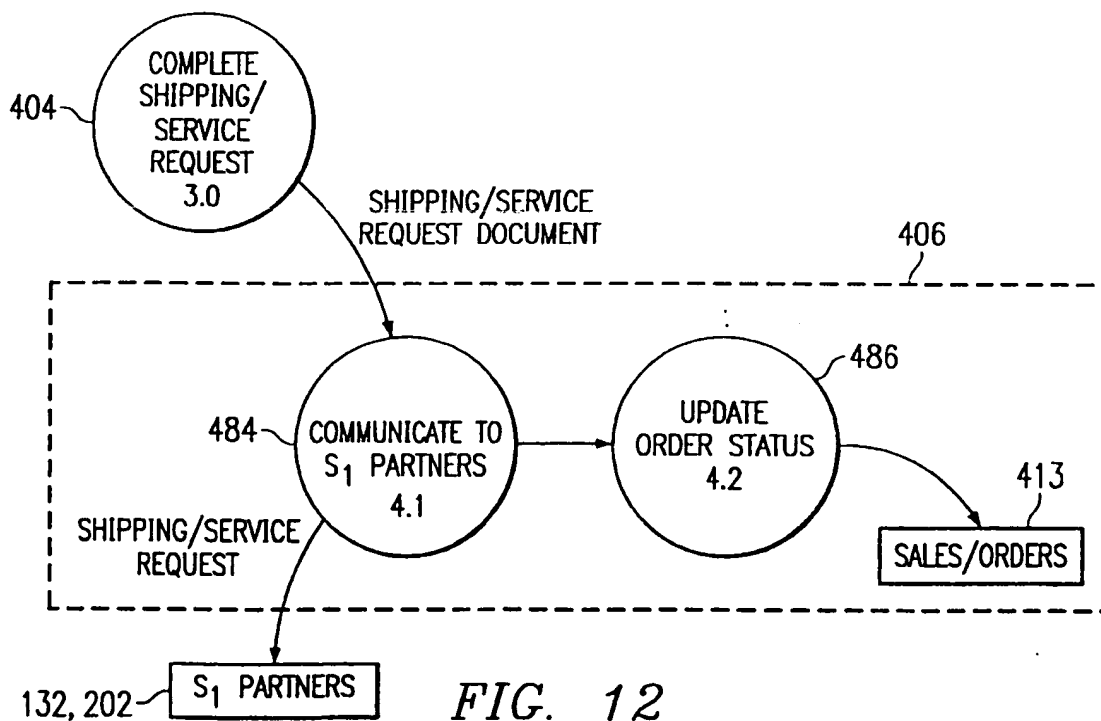 COMPLETE
SHIPPING/
SERVICE
REQUEST
3.0
404
SHIPPING/SERVICE
REQUEST DOCUMENT
406
484
COMMUNICATE TO
S1 PARTNERS
4.1
UPDATE
ORDER STATUS
4.2
486
413
SALES/ORDERS
SHIPPING/SERVICE
REQUEST
132, 202
S1 PARTNERS
FIG. 12